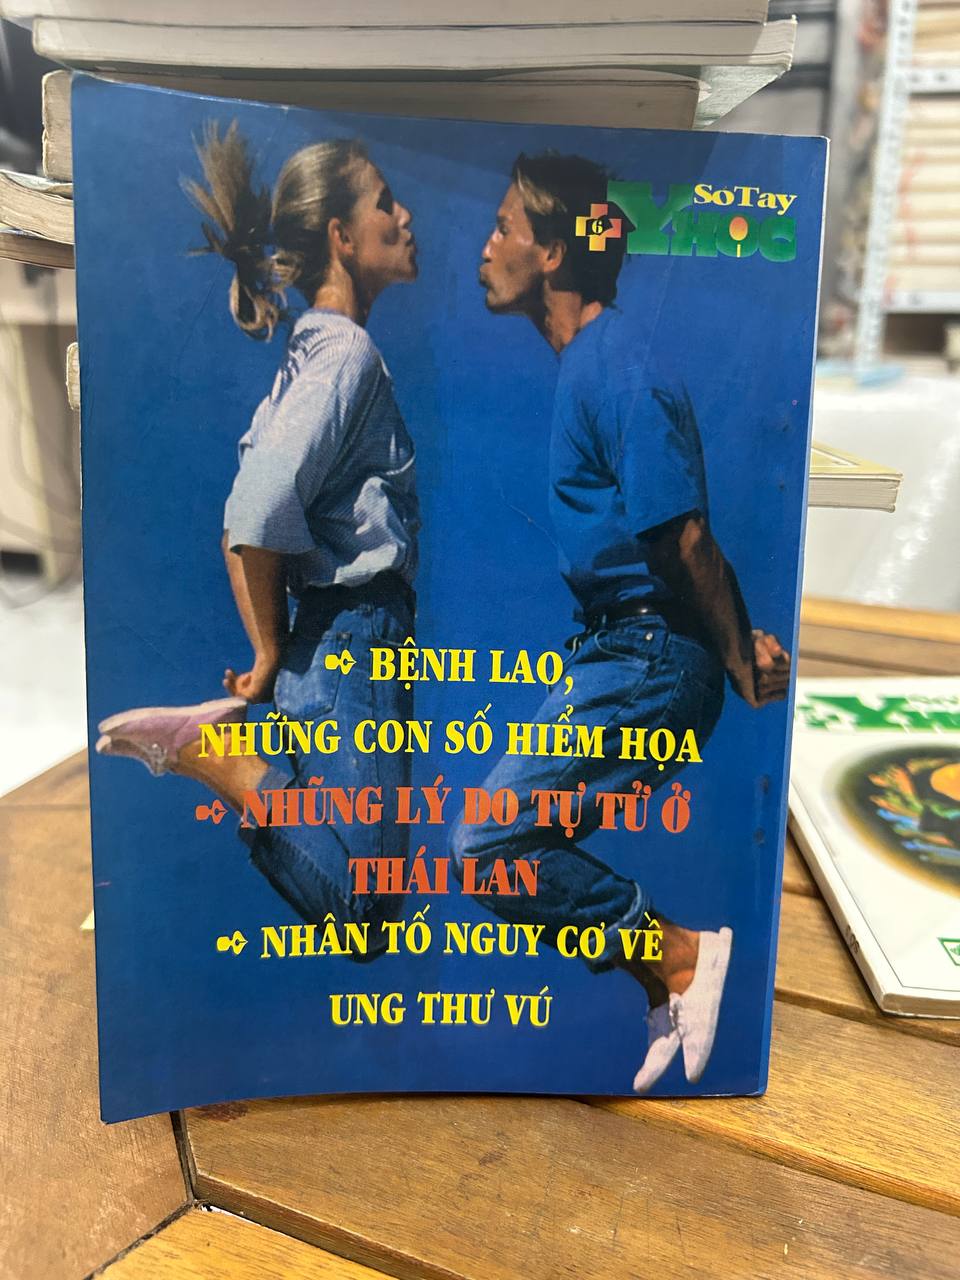 Sổ Tay
6
Y HỌC
BỆNH LAO,
NHỮNG CON SỐ HIỂM HỌA
NHŨNG LÝ DO TỰ TỬ Ở
THÁI LAN
NHÂN TỐ NGUY CƠ VỀ
UNG THƯ VÚ